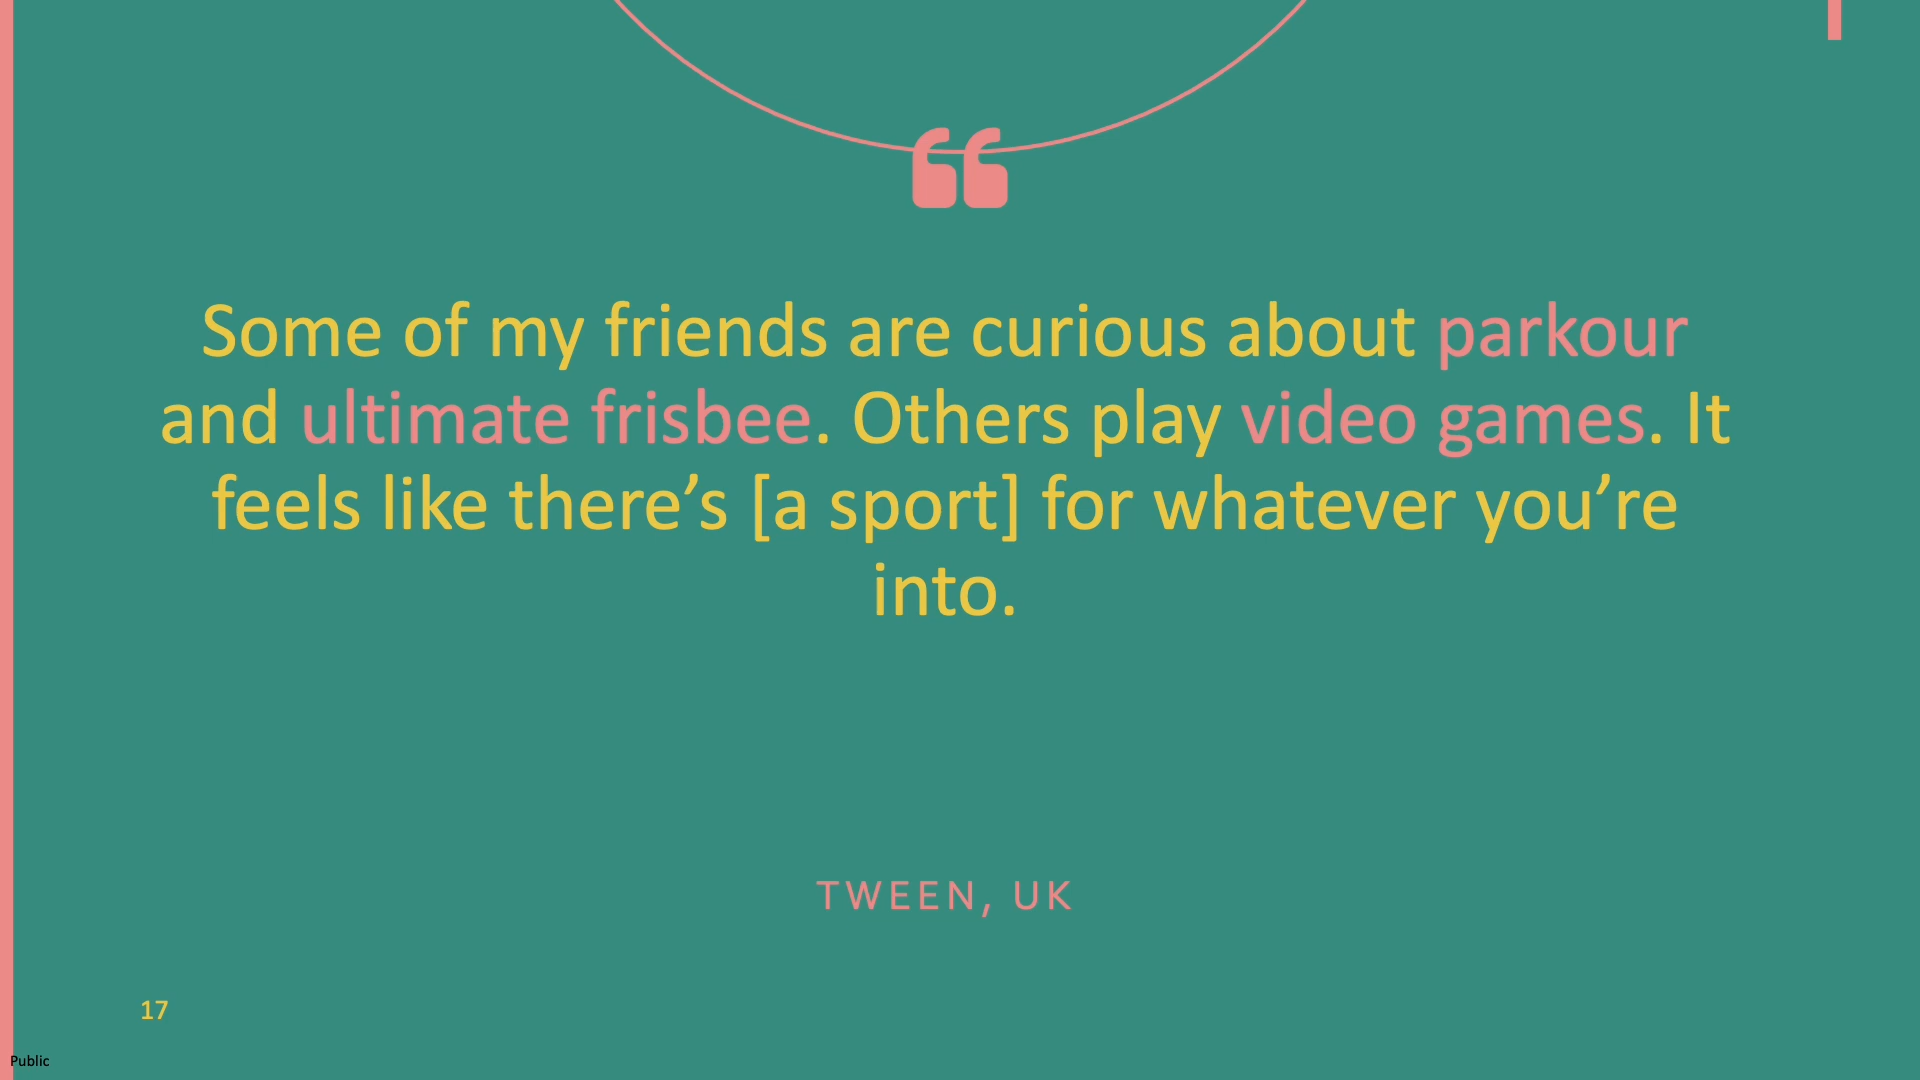 Some of my friends are curious about parkour
and ultimate frisbee. Others play video games. It
feels like there’s [a sport] for whatever you’re
into.
TWEEN, UK
17
Public